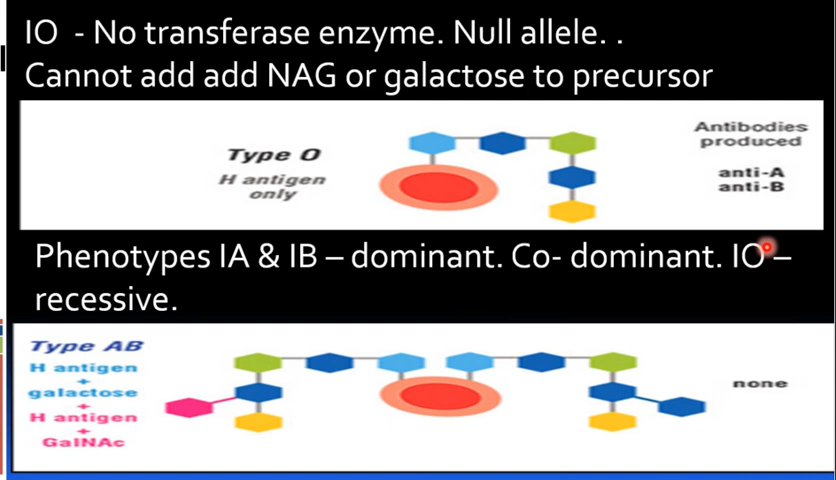 IO - No transferase enzyme. Null allele. .
Cannot add add NAG or galactose to precursor
Type O
H antigen
only
Antibodies
produced
anti-A
anti-B
Phenotypes IA & IB – dominant. Co- dominant. IO –
recessive.
Type AB
H antigen
+
galactose
+
H antigen
+
GalNAc
none